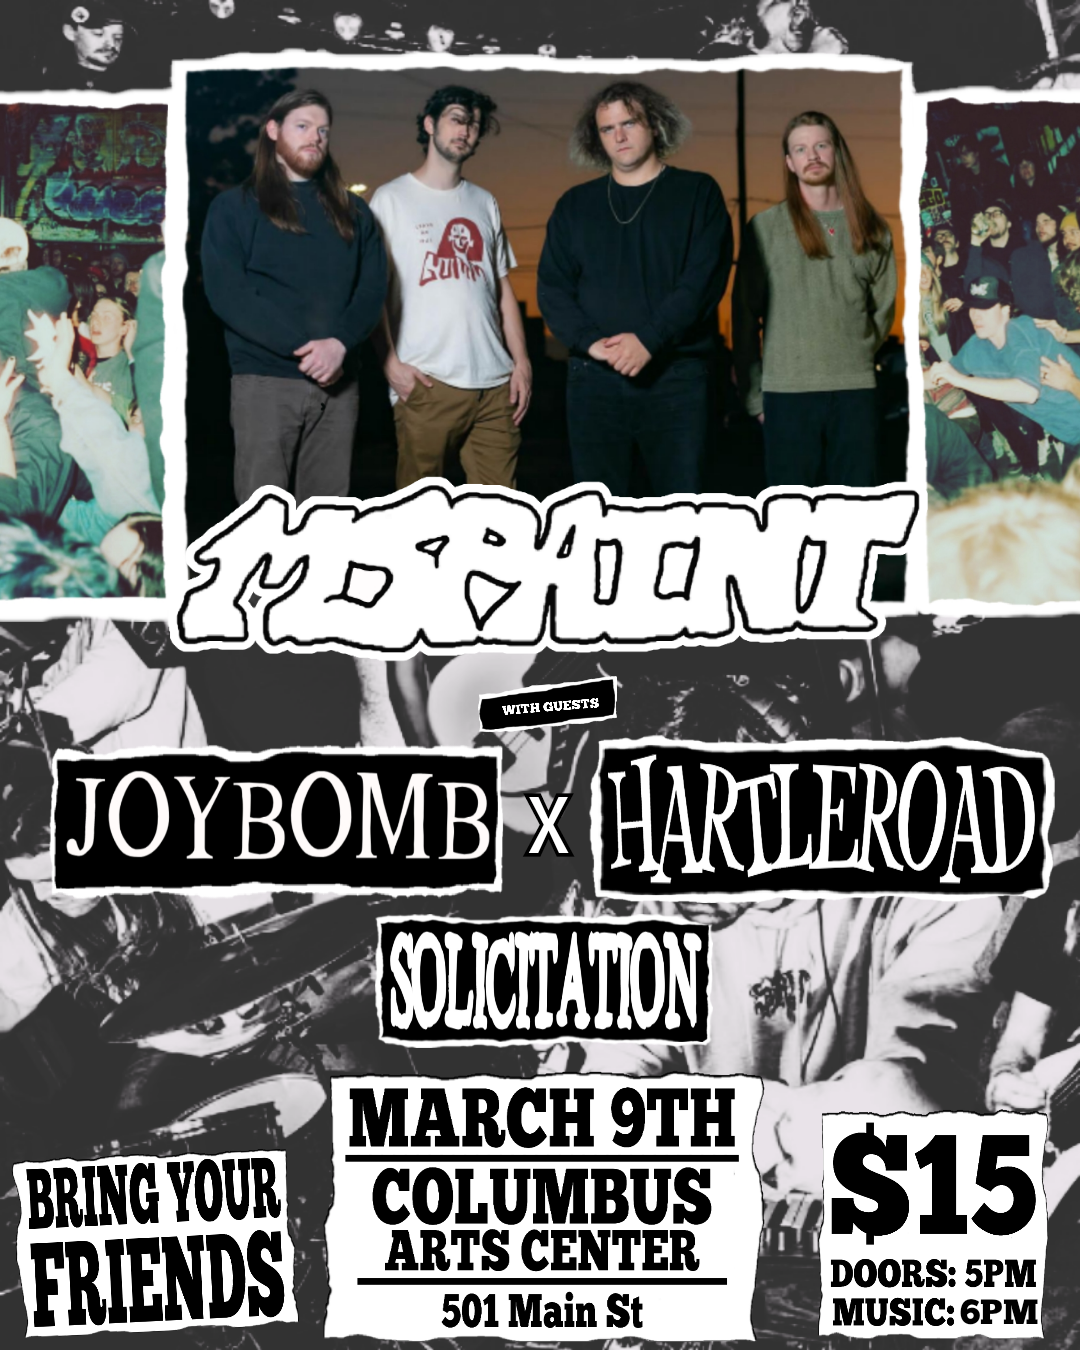 MSPAINT
WITH GUESTS
JOYBOMB X HARTLEROAD
SOLICITATION
MARCH 9TH
COLUMBUS
ARTS CENTER
501 Main St
BRING YOUR
FRIENDS
$15
DOORS: 5PM
MUSIC: 6PM